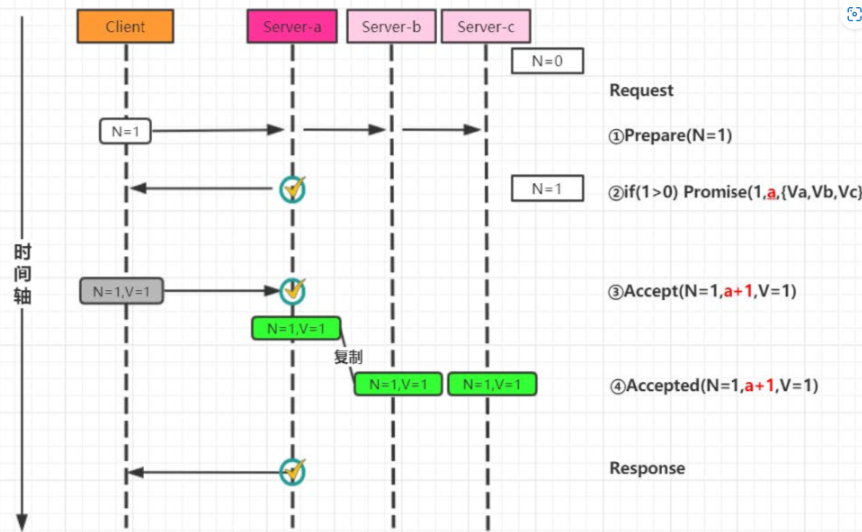 Client
Server-a
Server-b
Server-c
N=0
Request
N=1
①Prepare(N=1)
N=1
②if(1>0) Promise(1,a,{Va,Vb,Vc}
时间轴
N=1,V=1
③Accept(N=1,a+1,V=1)
N=1,V=1
复制
N=1,V=1
N=1,V=1
④Accepted(N=1,a+1,V=1)
Response